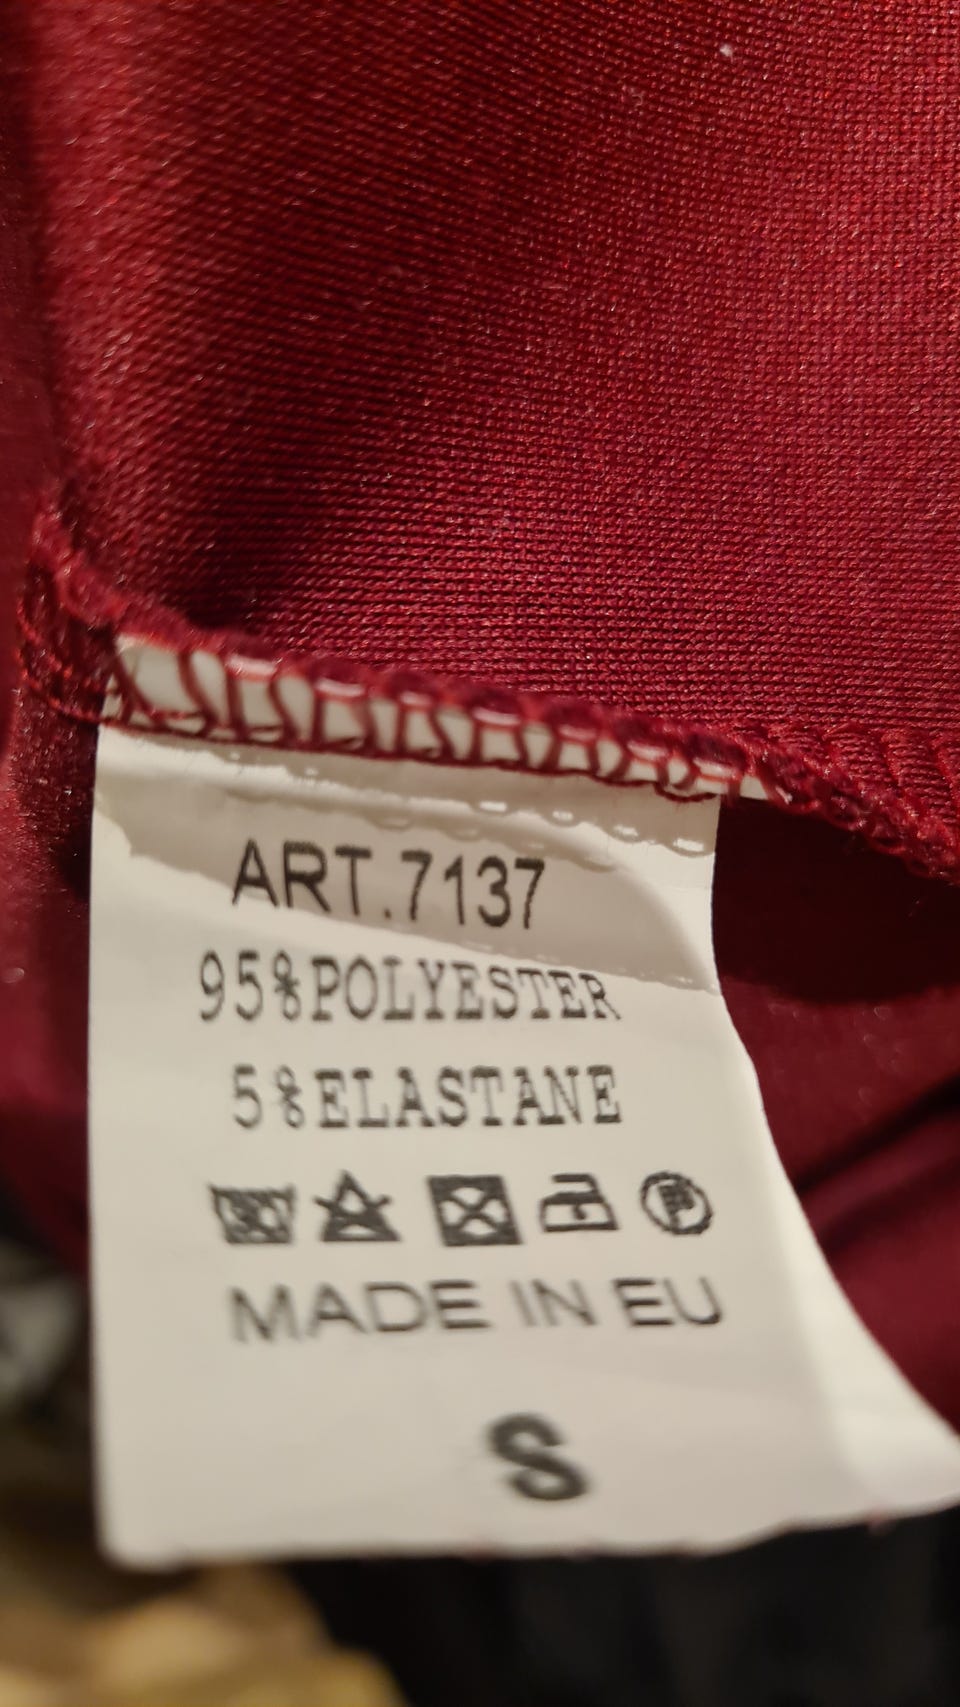 ART.7137
95%POLYESTER
5%ELASTANE
MADE IN EU
S